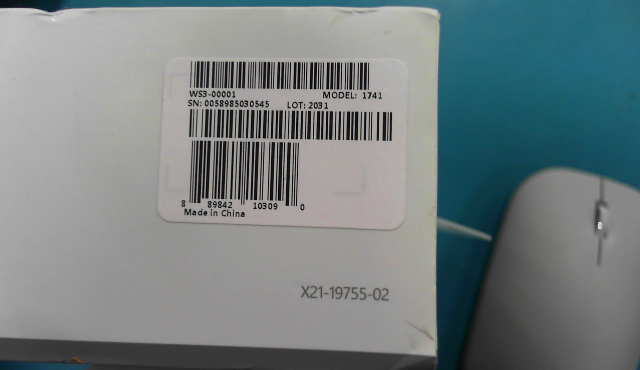 WS3-00001 MODEL: 1741
SN: 0058985030545 LOT: 2031
8 89842 10309 0
Made in China
X21-19755-02